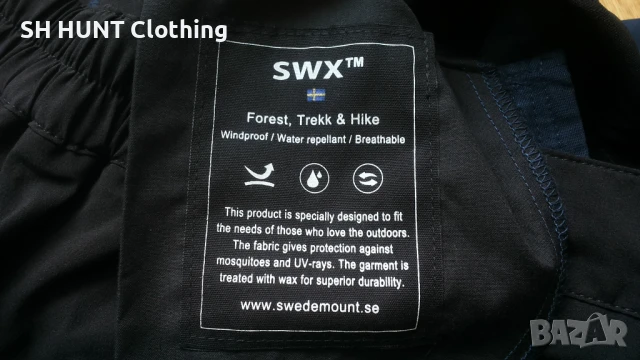 SH HUNT Clothing
SWX™
Forest, Trekk & Hike
Windproof / Water repellant / Breathable
This product is specially designed to fit
the needs of those who love the outdoors.
The fabric gives protection against
mosquitoes and UV-rays. The garment is
treated with wax for superior durability.
www.swedemount.se
BAZAR